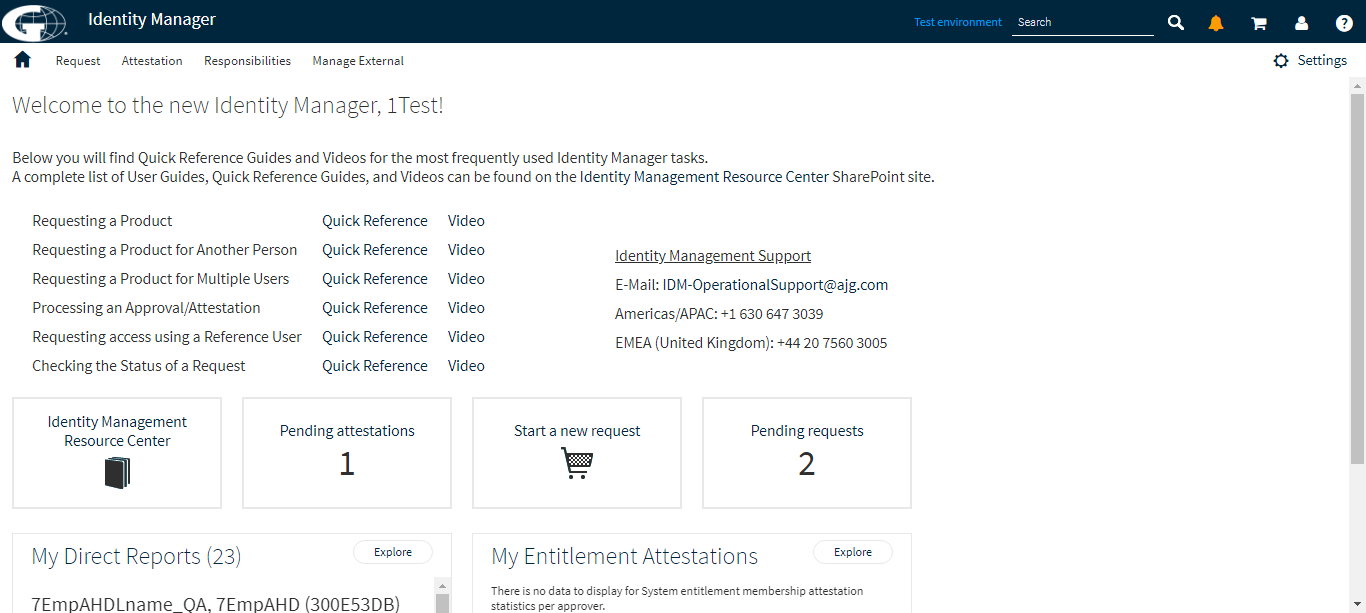 Identity Manager
Test environment
Search
Request Attestation Responsibilities Manage External
Settings
Welcome to the new Identity Manager, 1Test!
Below you will find Quick Reference Guides and Videos for the most frequently used Identity Manager tasks.
A complete list of User Guides, Quick Reference Guides, and Videos can be found on the Identity Management Resource Center SharePoint site.
Requesting a Product Quick Reference Video
Requesting a Product for Another Person Quick Reference Video
Requesting a Product for Multiple Users Quick Reference Video
Processing an Approval/Attestation Quick Reference Video
Requesting access using a Reference User Quick Reference Video
Checking the Status of a Request Quick Reference Video
Identity Management Support
E-Mail: IDM-OperationalSupport@ajg.com
Americas/APAC: +1 630 647 3039
EMEA (United Kingdom): +44 20 7560 3005
Identity Management
Resource Center
Pending attestations
1
Start a new request
Pending requests
2
My Direct Reports (23)
Explore
7EmpAHDLname_QA, 7EmpAHD (300E53DB)
My Entitlement Attestations
Explore
There is no data to display for System entitlement membership attestation
statistics per approver.